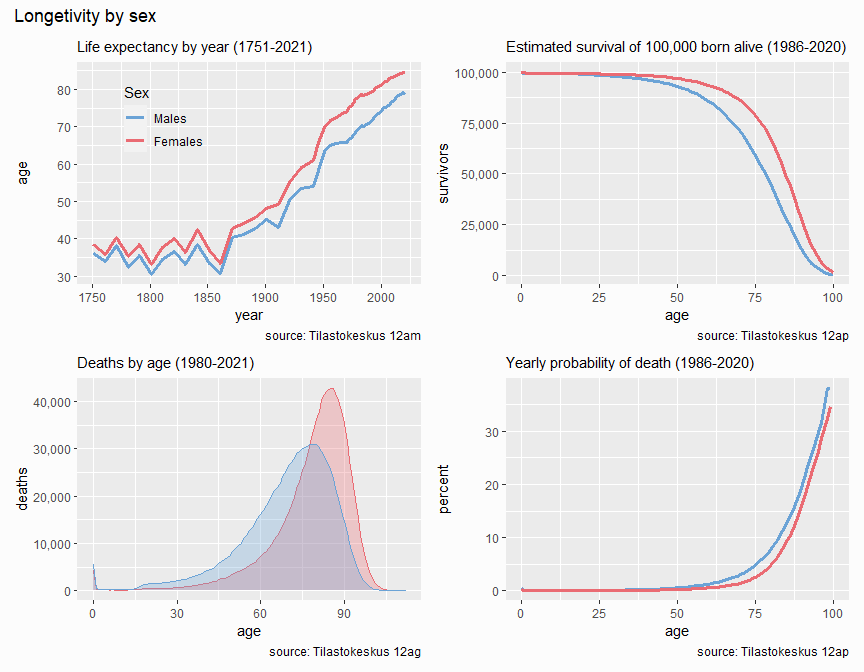 Longetivity by sex
Life expectancy by year (1751-2021)
age
80
70
60
50
40
30
Sex
Males
Females
1750 1800 1850 1900 1950 2000
year
source: Tilastokeskus 12am
Estimated survival of 100,000 born alive (1986-2020)
survivors
100,000
75,000
50,000
25,000
0
0 25 50 75 100
age
source: Tilastokeskus 12ap
Deaths by age (1980-2021)
deaths
40,000
30,000
20,000
10,000
0
0 30 60 90
age
source: Tilastokeskus 12ag
Yearly probability of death (1986-2020)
percent
30
20
10
0
0 25 50 75 100
age
source: Tilastokeskus 12ap